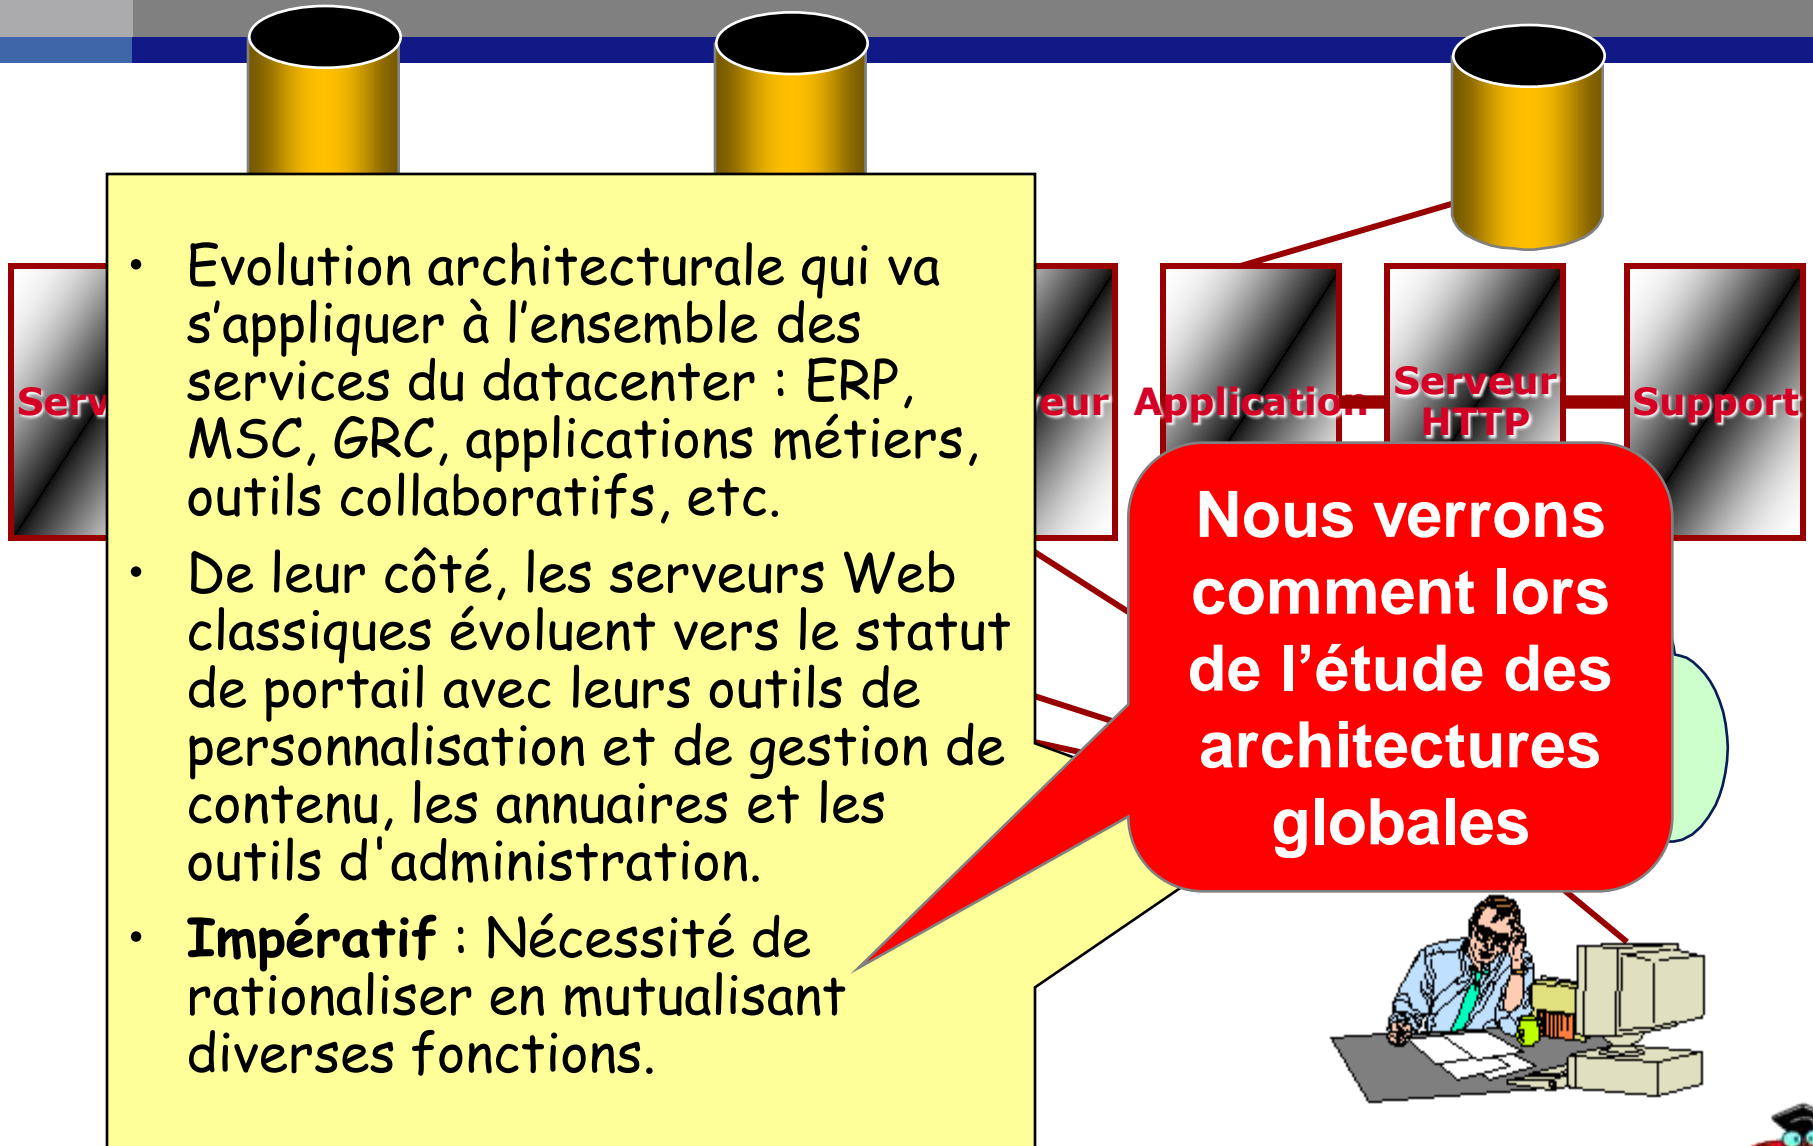 • Evolution architecturale qui va
s’appliquer à l’ensemble des
services du datacenter : ERP,
MSC, GRC, applications métiers,
outils collaboratifs, etc.
• De leur côté, les serveurs Web
classiques évoluent vers le statut
de portail avec leurs outils de
personnalisation et de gestion de
contenu, les annuaires et les
outils d'administration.
• Impératif : Nécessité de
rationaliser en mutualisant
diverses fonctions.
Application
Serveur
HTTP
Support
Nous verrons
comment lors
de l’étude des
architectures
globales